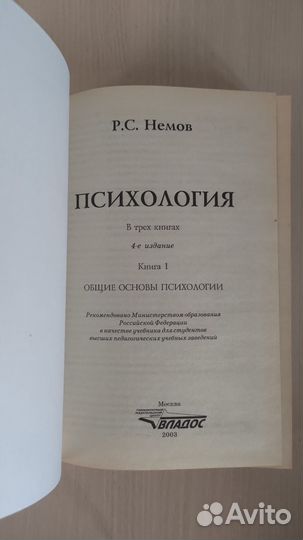 Р.С. Немов
ПСИХОЛОГИЯ
В трех книгах
4-е издание
Книга 1
ОБЩИЕ ОСНОВЫ ПСИХОЛОГИИ
Рекомендовано Министерством образования
Российской Федерации
в качестве учебника для студентов
высших педагогических учебных заведений
Москва
ВЛАДОС
2003
Avito